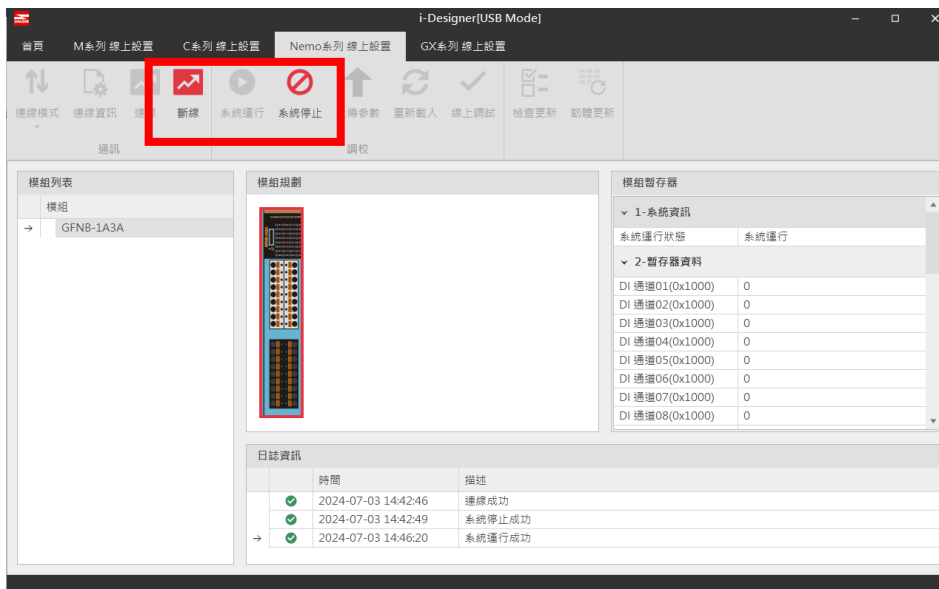 i-Designer[USB Mode]
首頁 M系列 線上設置 C系列 線上設置 Nemo系列 線上設置 GX系列 線上設置
連線模式 連線資訊 斷線 系統運行 系統停止 傳參數 重新載入 線上調試 檢查更新 韌體更新
通訊 調校
模組列表 模組規劃 模組暫存器
模組
→ GFNB-1A3A
1-系統資訊
系統運行狀態 系統運行
2-暫存器資料
DI 通道01(0x1000) 0
DI 通道02(0x1000) 0
DI 通道03(0x1000) 0
DI 通道04(0x1000) 0
DI 通道05(0x1000) 0
DI 通道06(0x1000) 0
DI 通道07(0x1000) 0
DI 通道08(0x1000) 0
日誌資訊
時間 描述
2024-07-03 14:42:46 連線成功
2024-07-03 14:42:49 系統停止成功
→ 2024-07-03 14:46:20 系統運行成功